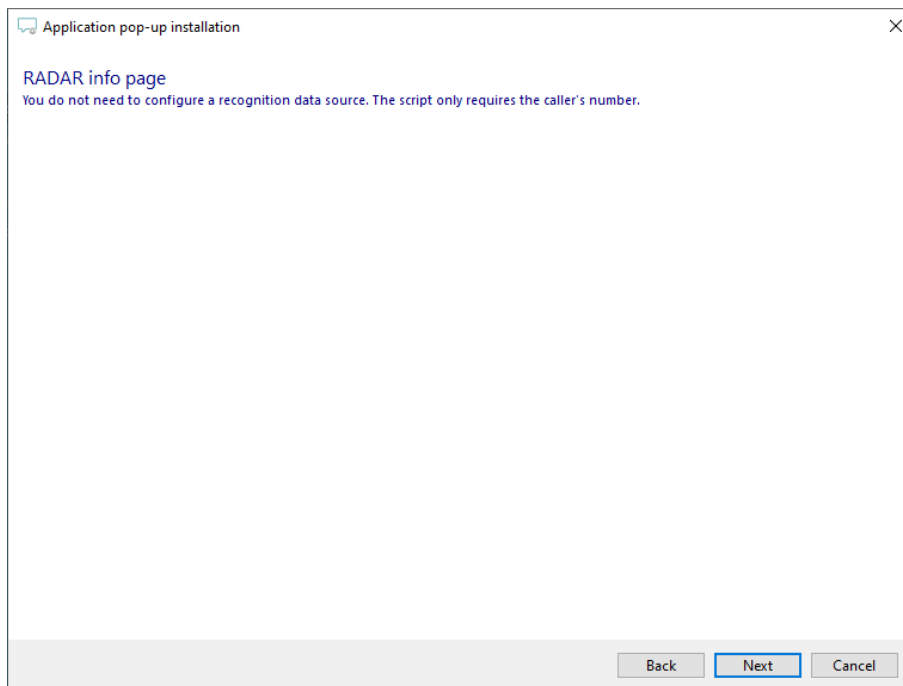 Application pop-up installation
RADAR info page
You do not need to configure a recognition data source. The script only requires the caller's number.
Back
Next
Cancel